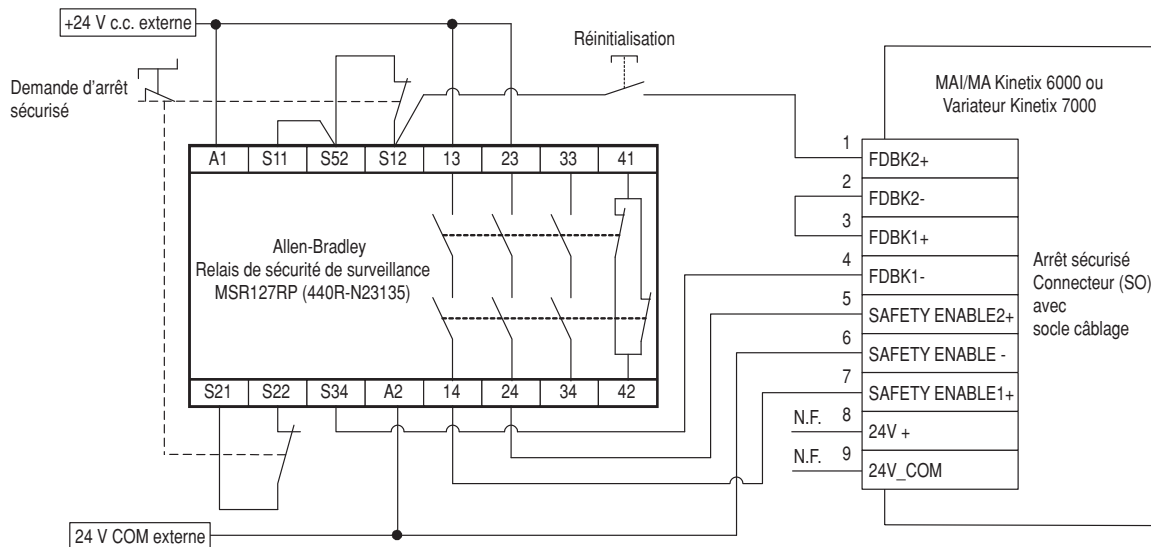 +24 V c.c. externe
Réinitialisation
Demande d'arrêt
sécurisé
MAI/MA Kinetix 6000 ou
Variateur Kinetix 7000
A1 S11 S52 S12 13 23 33 41
Allen-Bradley
Relais de sécurité de surveillance
MSR127RP (440R-N23135)
S21 S22 S34 A2 14 24 34 42
1 FDBK2+
2 FDBK2-
3 FDBK1+
4 FDBK1-
5 SAFETY ENABLE2+
6 SAFETY ENABLE -
7 SAFETY ENABLE1+
N.F. 8 24V +
N.F. 9 24V_COM
Arrêt sécurisé
Connecteur (SO)
avec
socle câblage
24 V COM externe